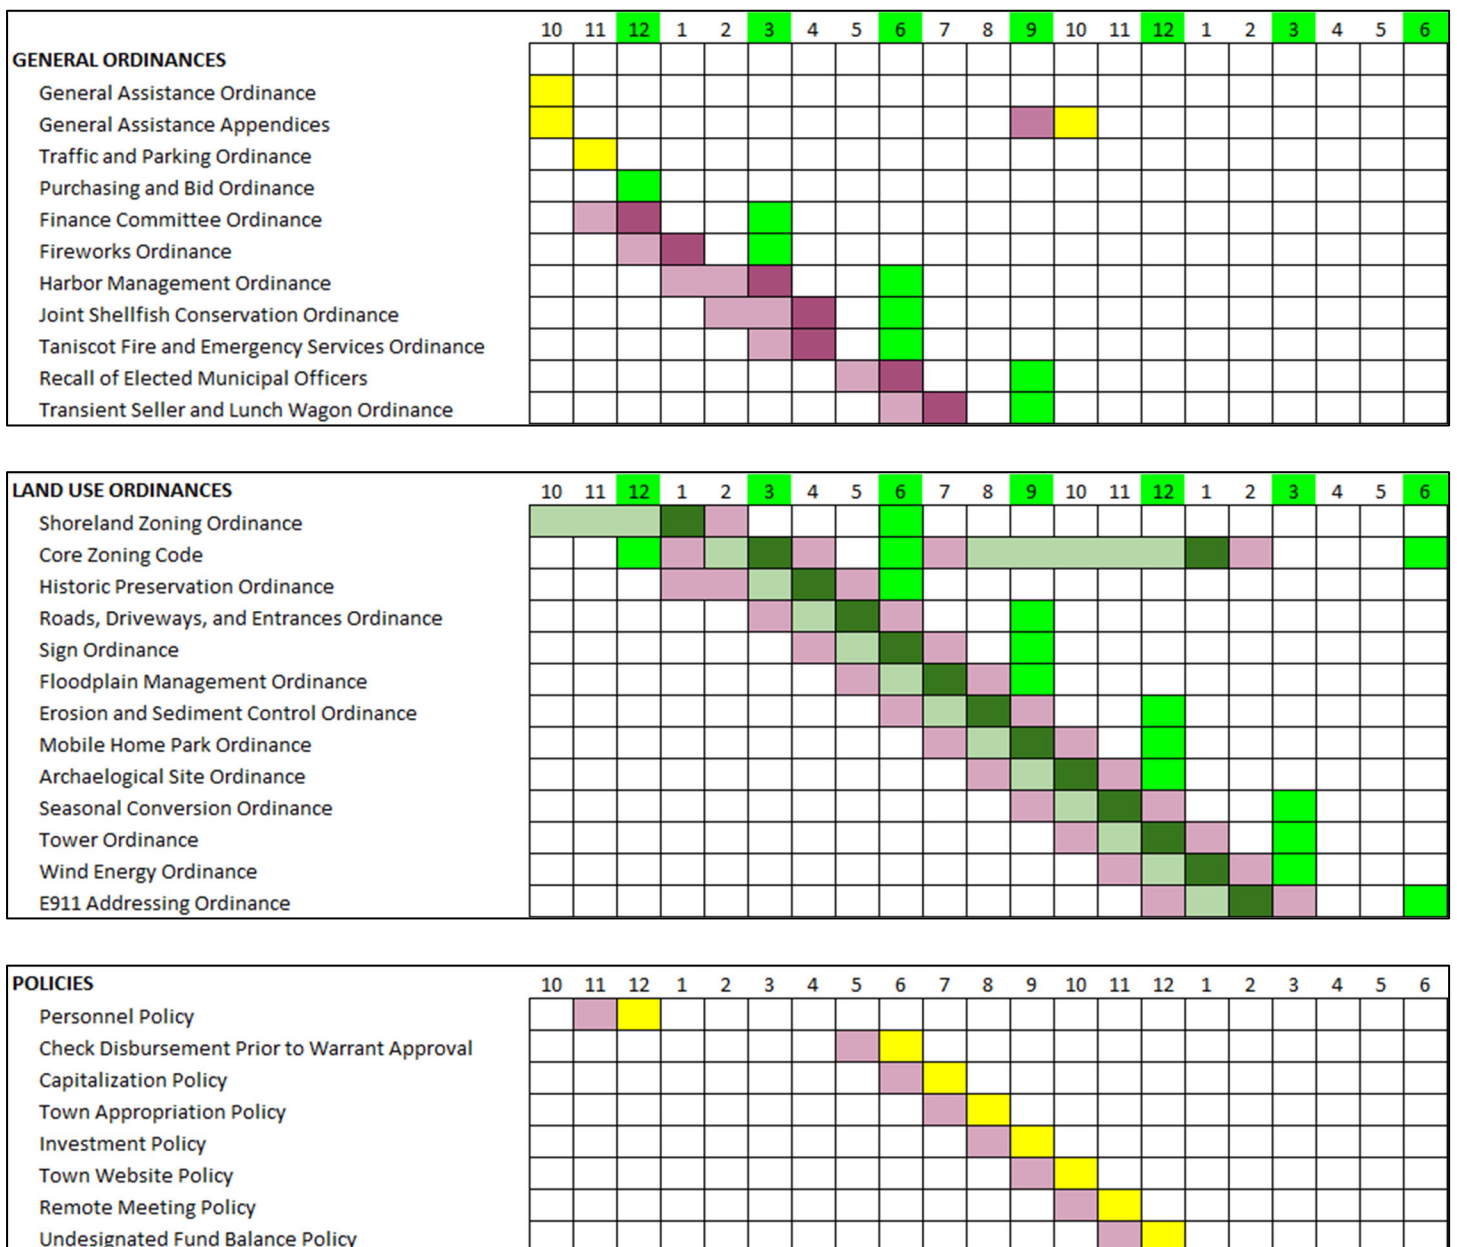 10 11 12 1 2 3 4 5 6 7 8 9 10 11 12 1 2 3 4 5 6
GENERAL ORDINANCES
General Assistance Ordinance
General Assistance Appendices
Traffic and Parking Ordinance
Purchasing and Bid Ordinance
Finance Committee Ordinance
Fireworks Ordinance
Harbor Management Ordinance
Joint Shellfish Conservation Ordinance
Taniscot Fire and Emergency Services Ordinance
Recall of Elected Municipal Officers
Transient Seller and Lunch Wagon Ordinance
LAND USE ORDINANCES 10 11 12 1 2 3 4 5 6 7 8 9 10 11 12 1 2 3 4 5 6
Shoreland Zoning Ordinance
Core Zoning Code
Historic Preservation Ordinance
Roads, Driveways, and Entrances Ordinance
Sign Ordinance
Floodplain Management Ordinance
Erosion and Sediment Control Ordinance
Mobile Home Park Ordinance
Archaelogical Site Ordinance
Seasonal Conversion Ordinance
Tower Ordinance
Wind Energy Ordinance
E911 Addressing Ordinance
POLICIES 10 11 12 1 2 3 4 5 6 7 8 9 10 11 12 1 2 3 4 5 6
Personnel Policy
Check Disbursement Prior to Warrant Approval
Capitalization Policy
Town Appropriation Policy
Investment Policy
Town Website Policy
Remote Meeting Policy
Undesignated Fund Balance Policy